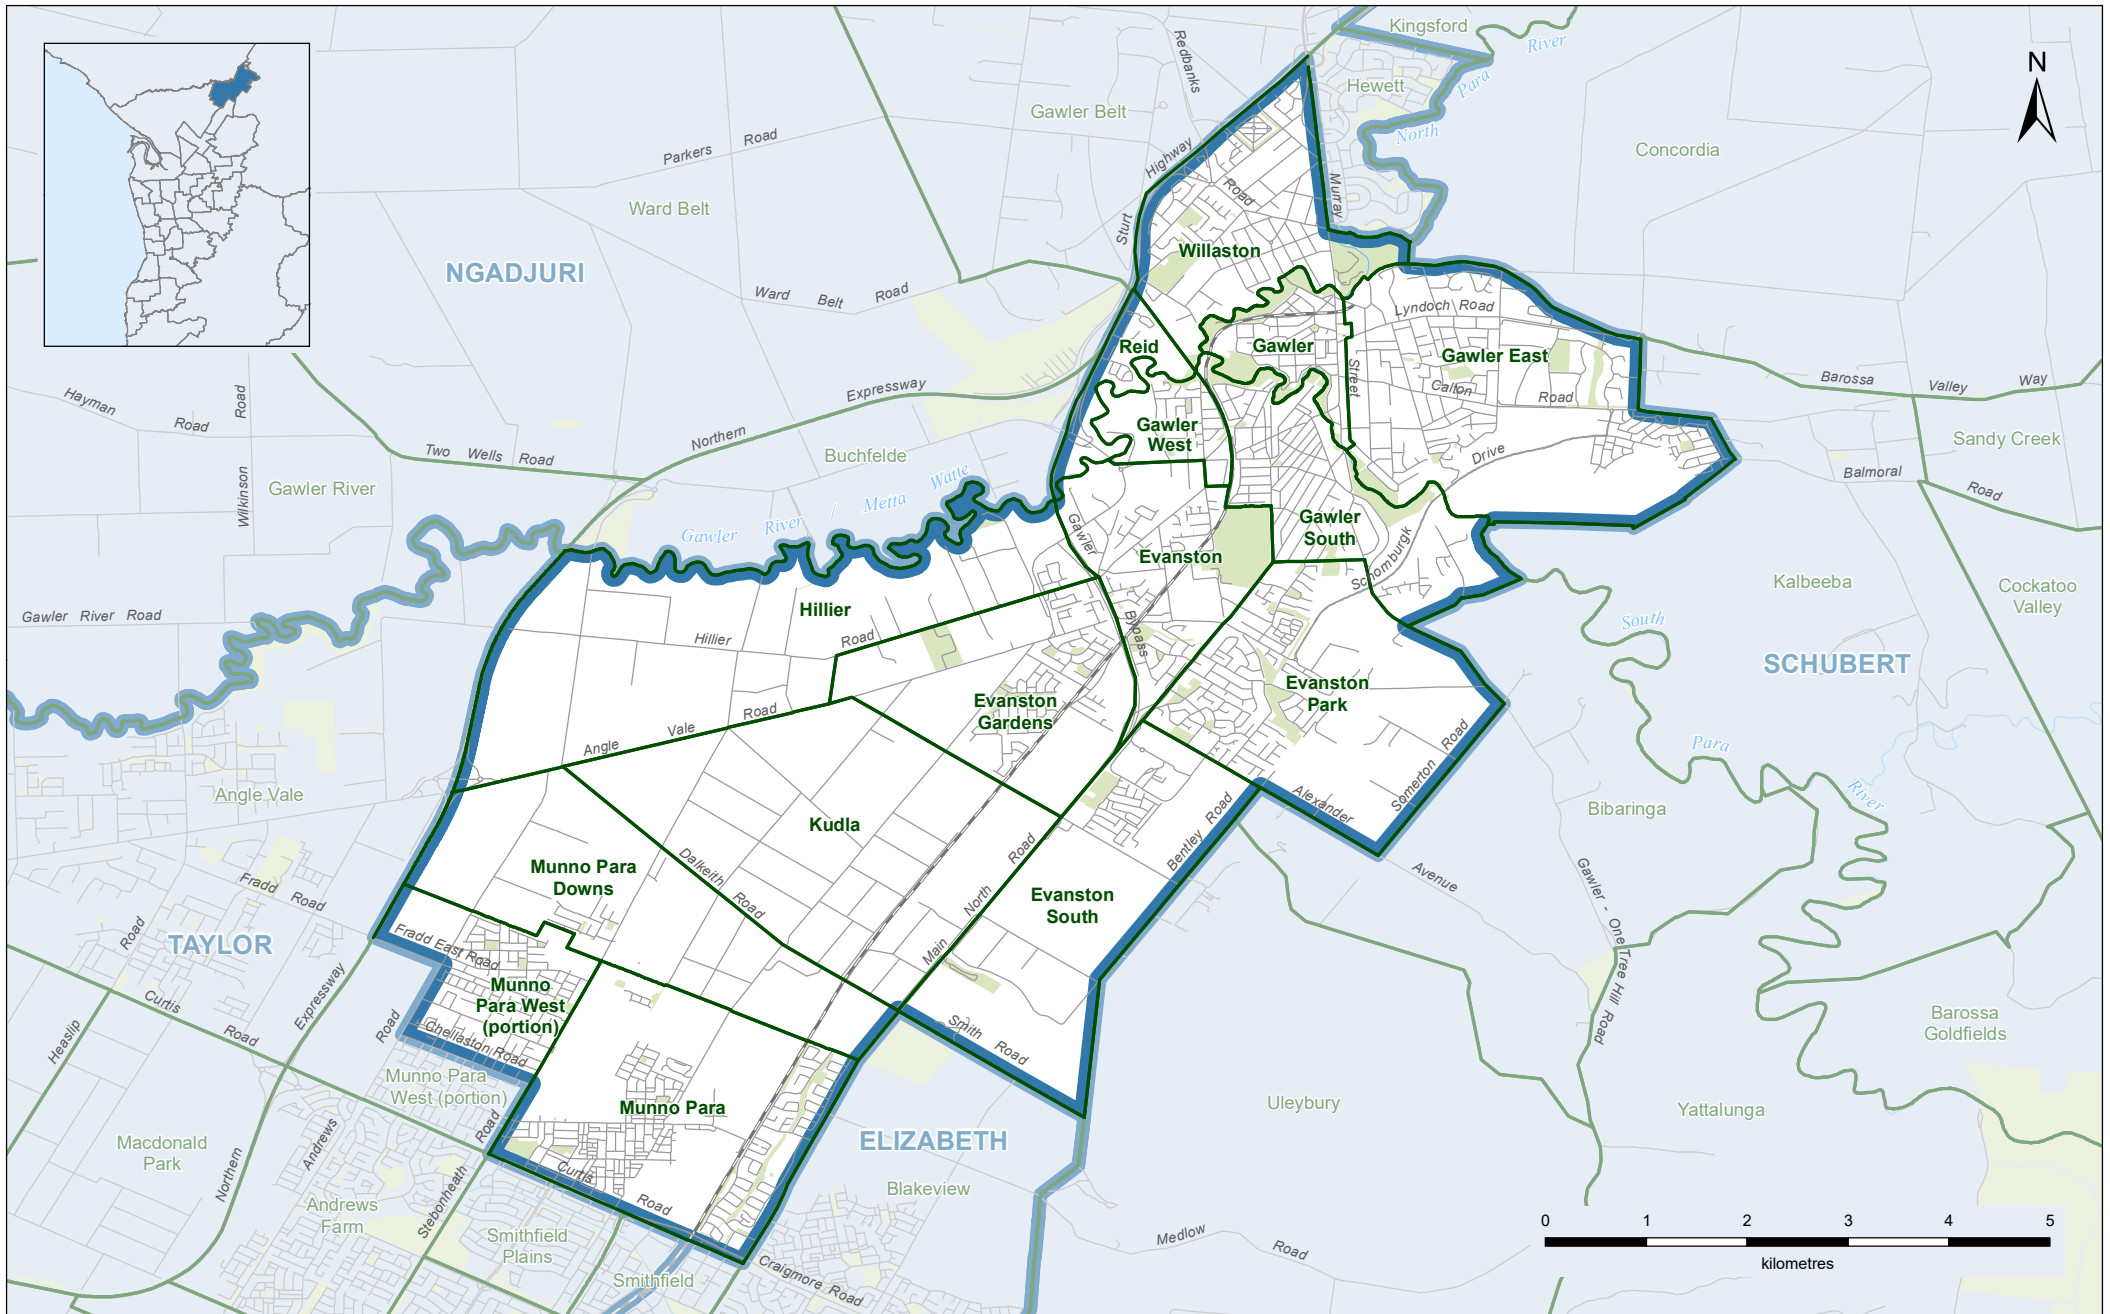 Kingsford
River
Para
North
Hewett
Redbanks
N
Gawler Belt
Highway
Parkers Road
Concordia
Murray
Road
Ward Belt
Sturt
Willaston
NGADJURI
Ward Belt Road
Lyndoch Road
Reid
Gawler
Gawler East
Street
Calton
Road
Barossa Valley Way
Hayman
Road
Road
Expressway
Northern
Gawler
West
Sandy Creek
Two Wells Road
Buchfelde
Drive
Balmoral
Road
Wilkinson
Gawler River
Gawler River / Metta Watte
Gawler
South
Gawler
Evanston
Schomburgk
Kalbeeba
Cockatoo
Valley
Gawler River Road
Hillier
Hillier Road
Bypass
South
SCHUBERT
Evanston
Park
Evanston
Gardens
Angle Vale Road
Road
Somerton
Para
River
Angle Vale
Alexander
Avenue
Bibaringa
Kudla
Road
Bentley
Road
North
Main
Dalkeith
Road
Munno Para
Downs
Evanston
South
Fradd
Road
Gawler - One Tree Hill Road
TAYLOR
Road
Heaslip
Fradd East Road
Munno
Para West
(portion)
Expressway
Northern
Curtis
Road
Road
Chellaston Road
Smith
Road
Barossa
Goldfields
Munno Para
West (portion)
Munno Para
Uleybury
Yattalunga
Macdonald
Park
Andrews
Road
Stebonheath
ELIZABETH
Blakeview
Curtis
Road
Andrews
Farm
Smithfield
Plains
Smithfield
Craigmore Road
Medlow
Road
0 1 2 3 4 5
kilometres